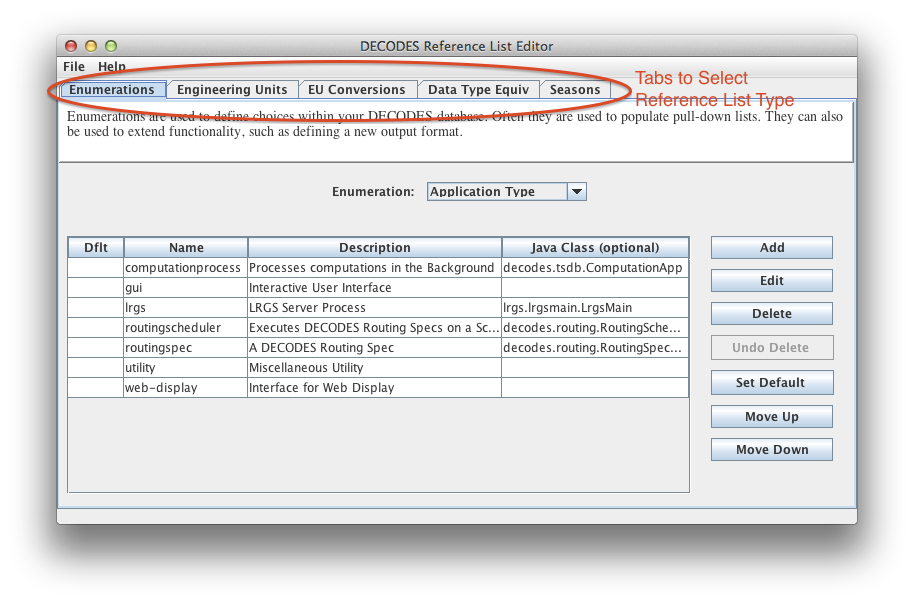 DECODES Reference List Editor
File Help
Enumerations Engineering Units EU Conversions Data Type Equiv Seasons
Tabs to Select
Reference List Type
Enumerations are used to define choices within your DECODES database. Often they are used to populate pull-down lists. They can also
be used to extend functionality, such as defining a new output format.
Enumeration: Application Type
Dflt Name Description Java Class (optional)
computationprocess Processes computations in the Background decodes.tsdb.ComputationApp
gui Interactive User Interface
lrgs LRGS Server Process lrgs.lrgsmain.LrgsMain
routingscheduler Executes DECODES Routing Specs on a Sc... decodes.routing.RoutingSche...
routingspec A DECODES Routing Spec decodes.routing.RoutingSpec...
utility Miscellaneous Utility
web-display Interface for Web Display
Add
Edit
Delete
Undo Delete
Set Default
Move Up
Move Down